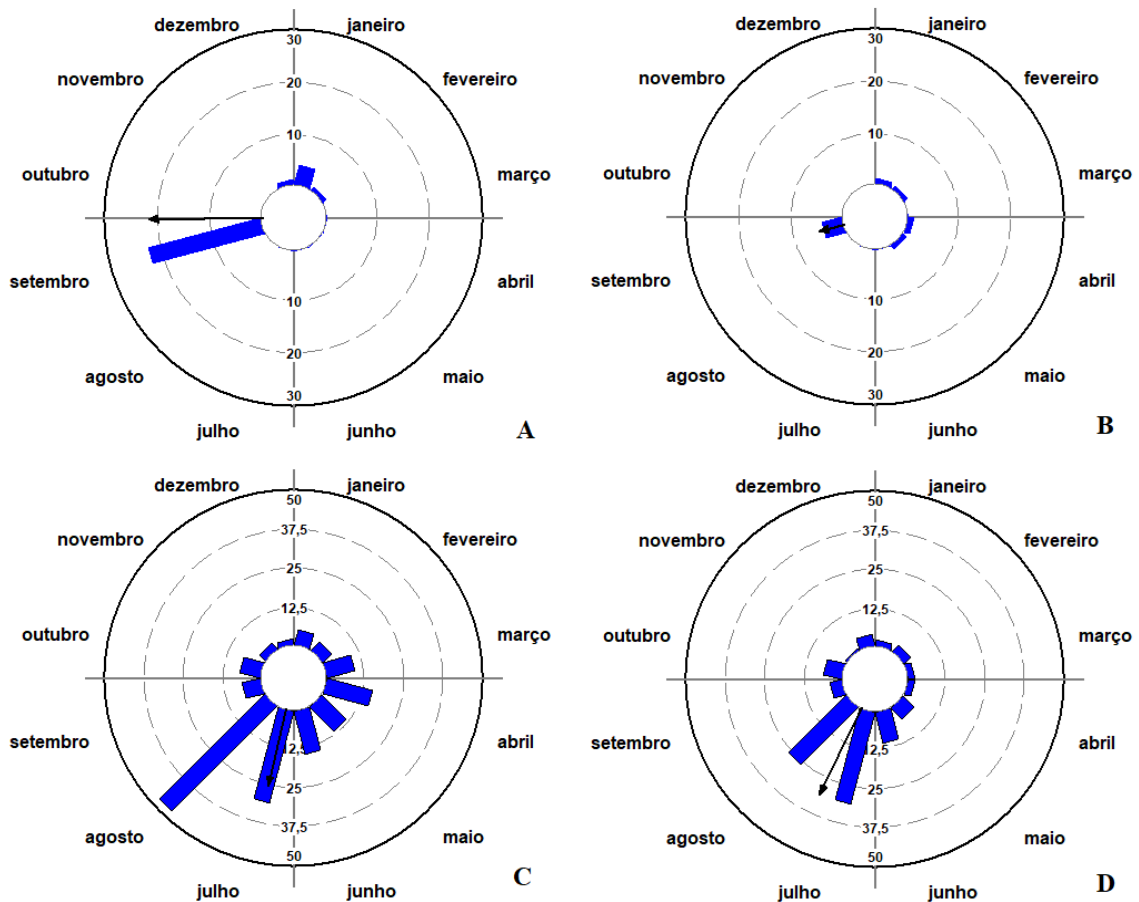 dezembro janeiro
30
novembro fevereiro
20
10
outubro março
setembro abril
10
20
agosto maio
30
julho junho
A
dezembro janeiro
30
novembro fevereiro
20
10
outubro março
setembro abril
10
20
agosto maio
30
julho junho
B
dezembro janeiro
50
novembro fevereiro
37,5
25
12,5
outubro março
setembro abril
12,5
25
37,5
agosto maio
50
julho junho
C
dezembro janeiro
50
novembro fevereiro
37,5
25
12,5
outubro março
setembro abril
12,5
25
37,5
agosto maio
50
julho junho
D